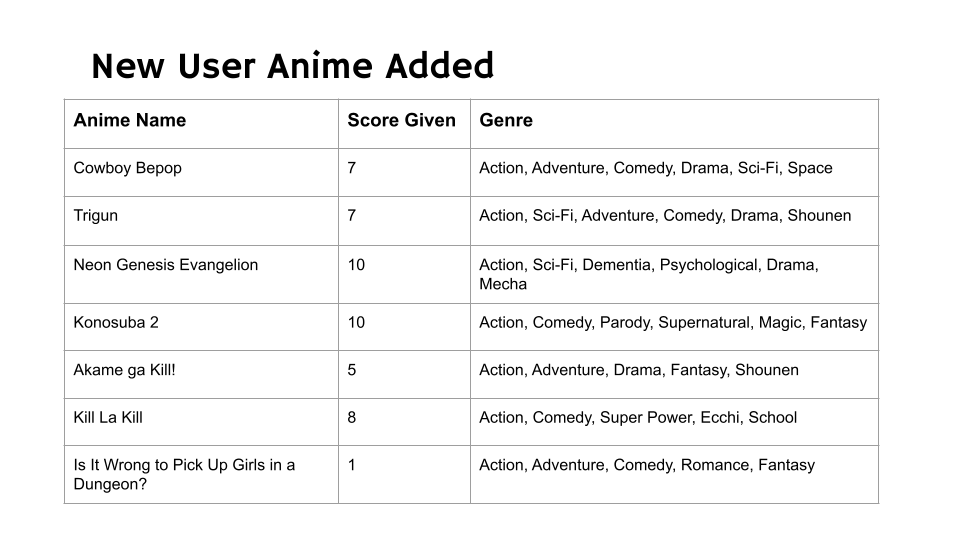 New User Anime Added
Anime Name Score Given Genre
Cowboy Bepop 7 Action, Adventure, Comedy, Drama, Sci-Fi, Space
Trigun 7 Action, Sci-Fi, Adventure, Comedy, Drama, Shounen
Neon Genesis Evangelion 10 Action, Sci-Fi, Dementia, Psychological, Drama,
Mecha
Konosuba 2 10 Action, Comedy, Parody, Supernatural, Magic, Fantasy
Akame ga Kill! 5 Action, Adventure, Drama, Fantasy, Shounen
Kill La Kill 8 Action, Comedy, Super Power, Ecchi, School
Is It Wrong to Pick Up Girls in a 1 Action, Adventure, Comedy, Romance, Fantasy
Dungeon?